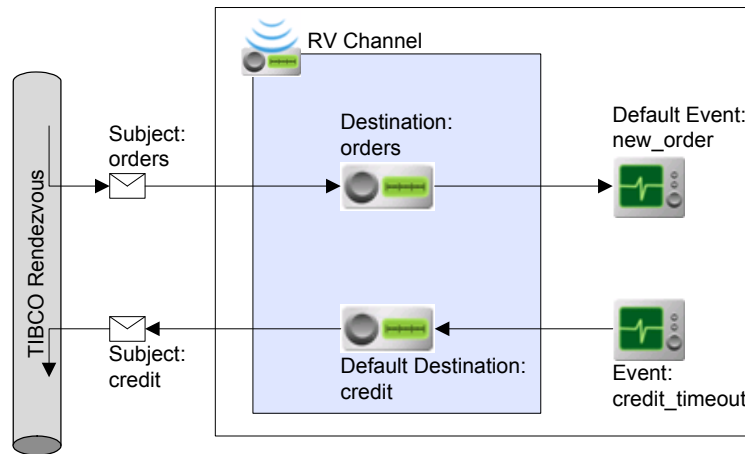 RV Channel
Subject:
orders
Destination:
orders
Default Event:
new_order
TIBCO Rendezvous
Subject:
credit
Default Destination:
credit
Event:
credit_timeout